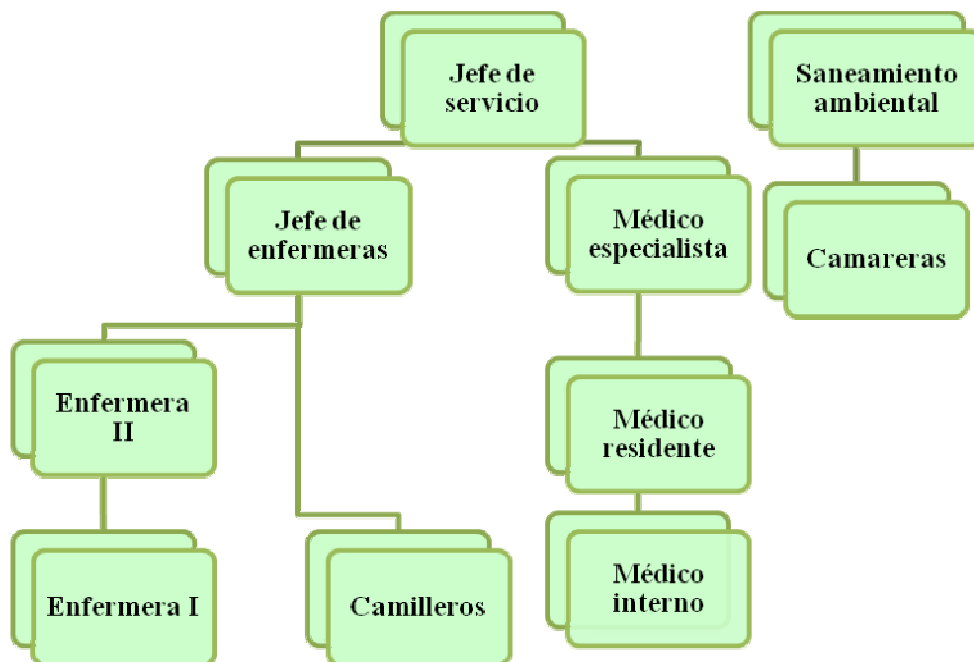 Jefe de
servicio
Saneamiento
ambiental
Jefe de
enfermeras
Médico
especialista
Camareras
Enfermera
II
Médico
residente
Enfermera I
Camilleros
Médico
interno